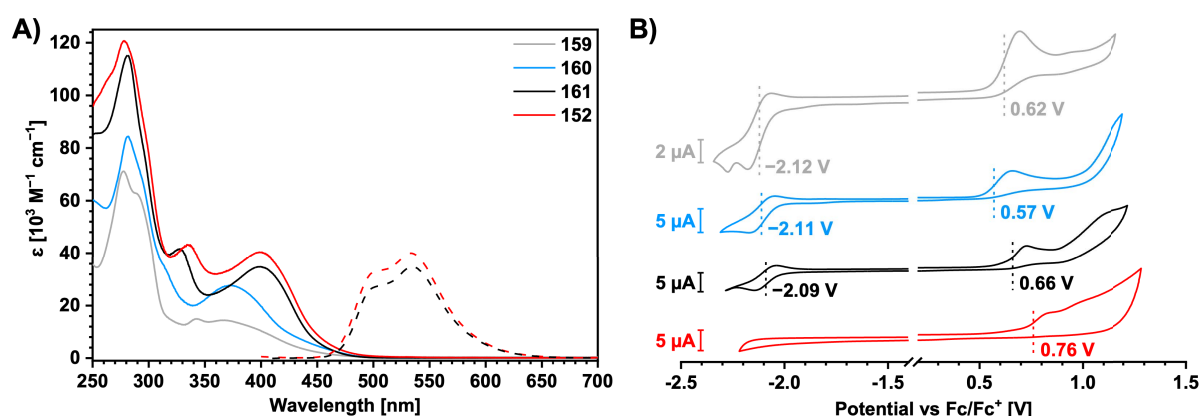 A)
ε [10³ M⁻¹ cm⁻¹]
120
100
80
60
40
20
0
159
160
161
152
250 300 350 400 450 500 550 600 650 700
Wavelength [nm]
B)
0.62 V
2 µA
−2.12 V
0.57 V
5 µA
−2.11 V
0.66 V
5 µA
−2.09 V
5 µA
0.76 V
-2.5 -2.0 -1.5 0.5 1.0 1.5
Potential vs Fc/Fc⁺ [V]